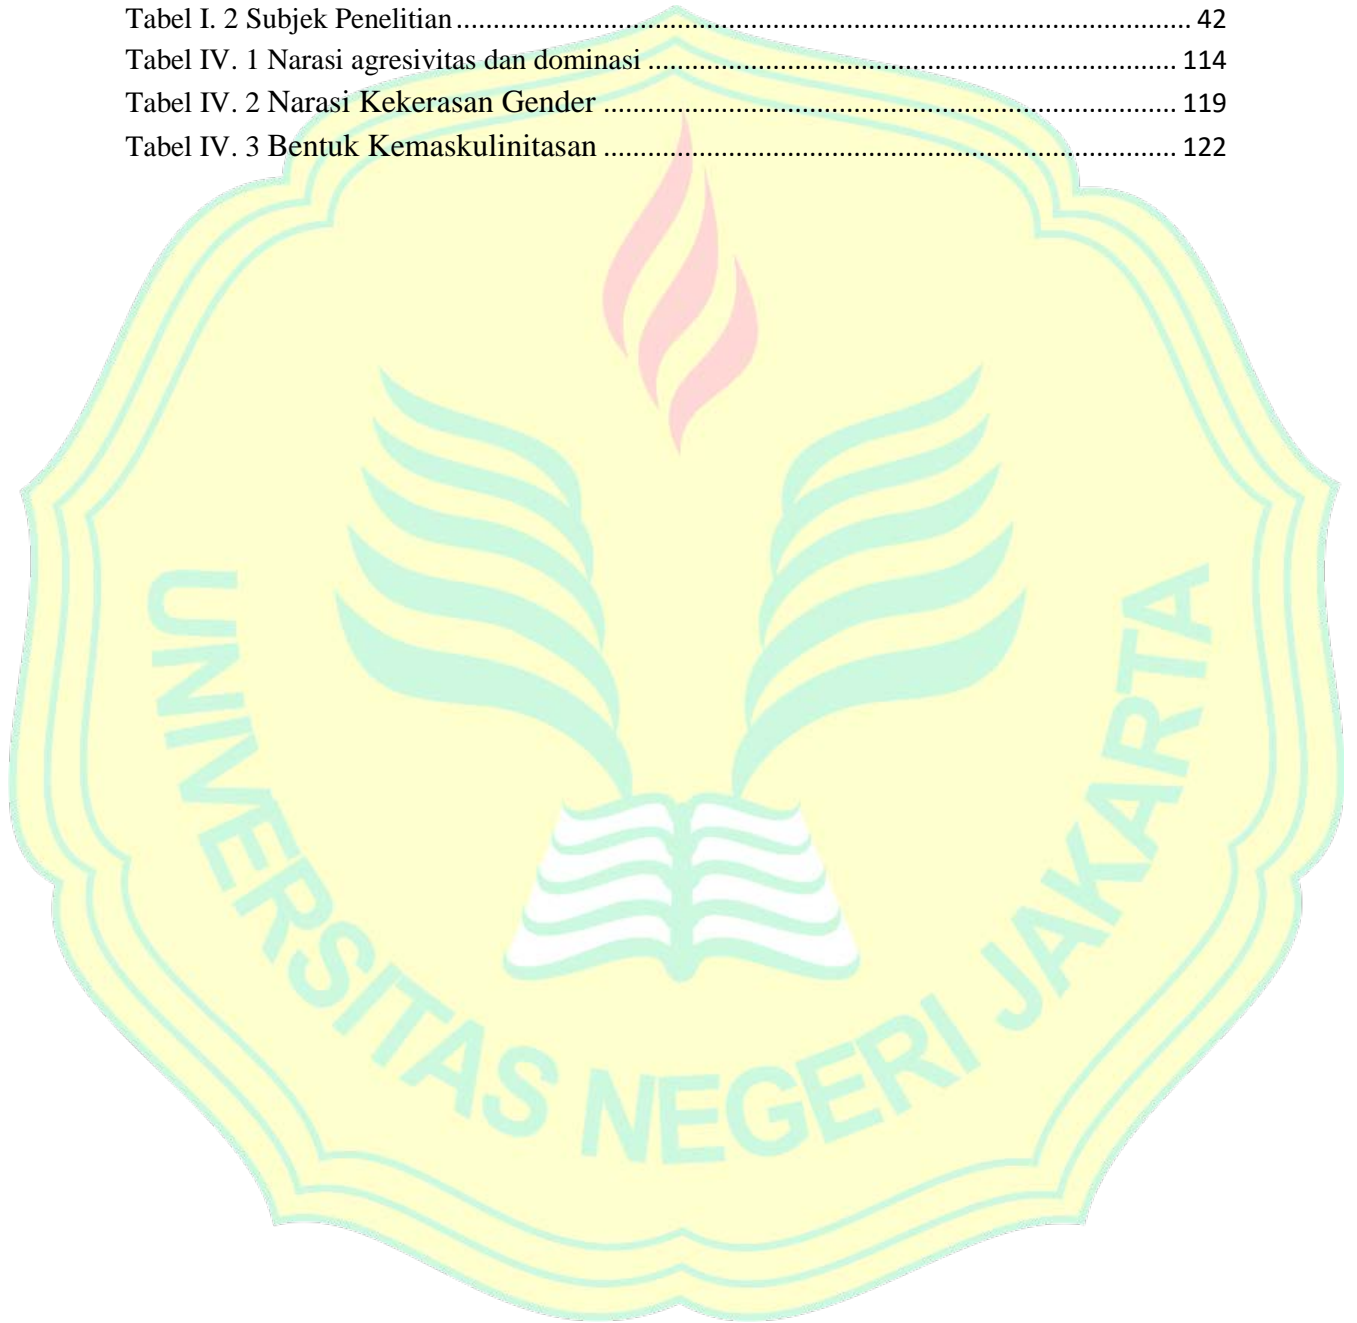 Tabel I. 2 Subjek Penelitian .................................................................................................... 42
Tabel IV. 1 Narasi agresivitas dan dominasi ........................................................................ 114
Tabel IV. 2 Narasi Kekerasan Gender .............................................................................. 119
Tabel IV. 3 Bentuk Kemaskulinitasan .............................................................................. 122
UNIVERSITAS NEGERI JAKARTA